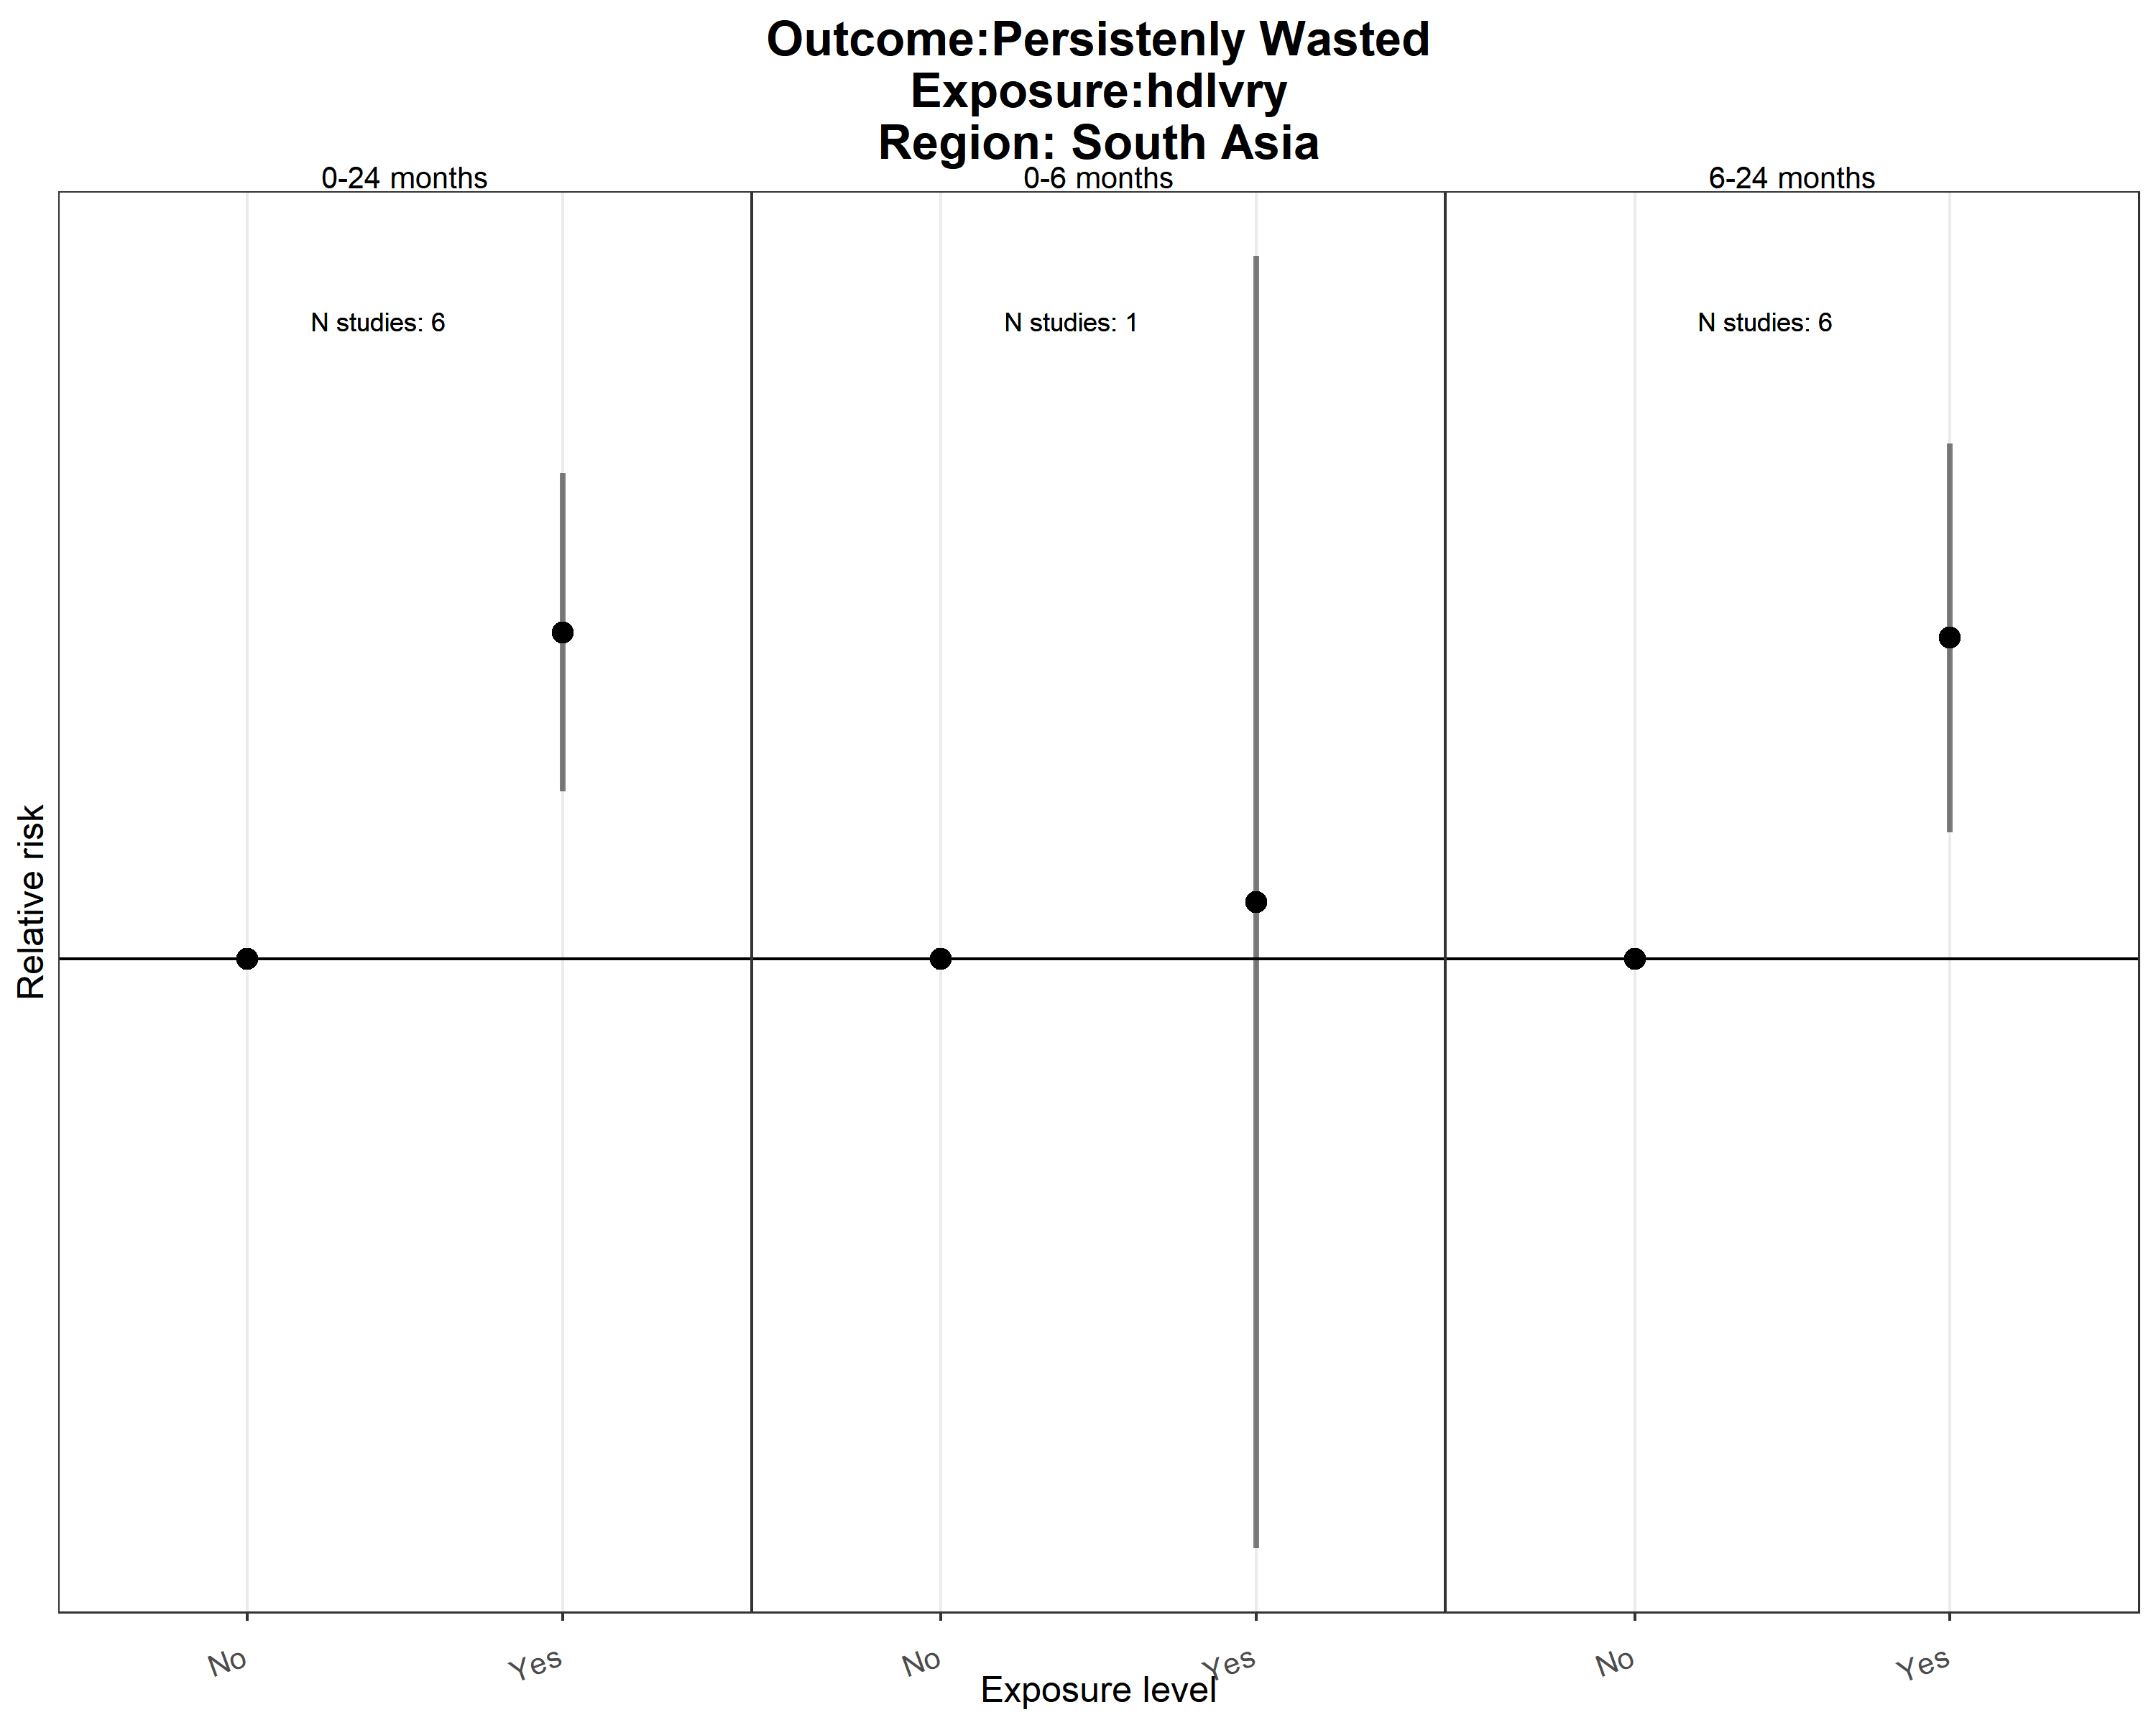 Outcome:Persistenly Wasted
Exposure:hdlvry
Region: South Asia
0-24 months
0-6 months
6-24 months
N studies: 6
N studies: 1
N studies: 6
Relative risk
No
Yes
No
Yes
No
Yes
Exposure level